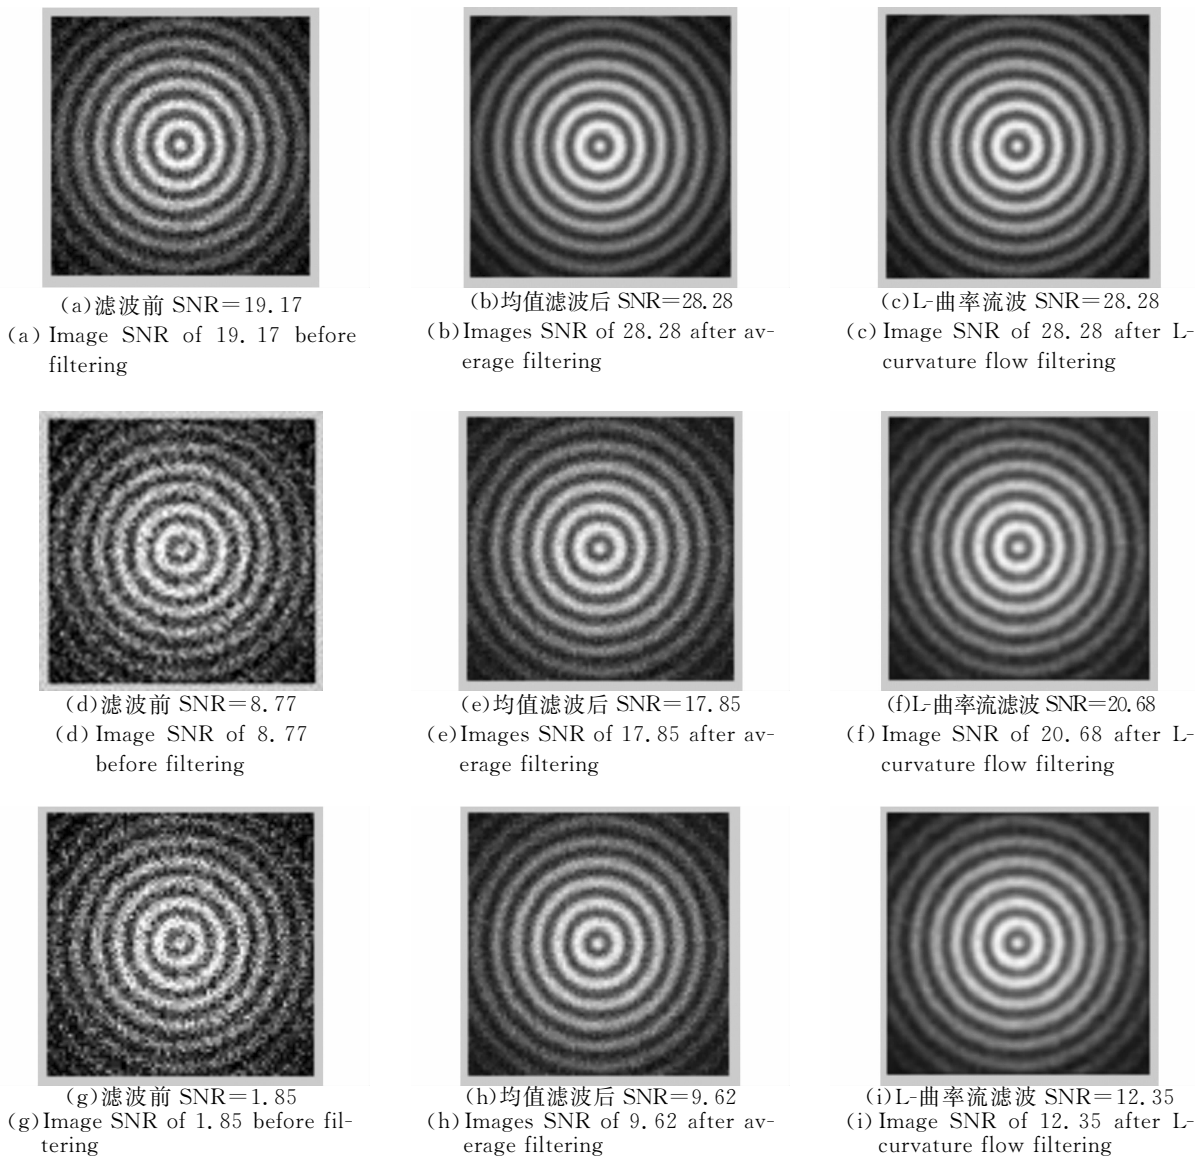 (a)滤波前 SNR=19.17
(a) Image SNR of 19.17 before
filtering
(b)均值滤波后 SNR=28.28
(b)Images SNR of 28.28 after av-
erage filtering
(c)L-曲率流波 SNR=28.28
(c) Image SNR of 28.28 after L-
curvature flow filtering
(d)滤波前 SNR=8.77
(d) Image SNR of 8.77
before filtering
(e)均值滤波后 SNR=17.85
(e)Images SNR of 17.85 after av-
erage filtering
(f)L-曲率流滤波 SNR=20.68
(f) Image SNR of 20.68 after L-
curvature flow filtering
(g)滤波前 SNR=1.85
(g)Image SNR of 1.85 before fil-
tering
(h)均值滤波后 SNR=9.62
(h)Images SNR of 9.62 after av-
erage filtering
(i)L-曲率流滤波 SNR=12.35
(i) Image SNR of 12.35 after L-
curvature flow filtering